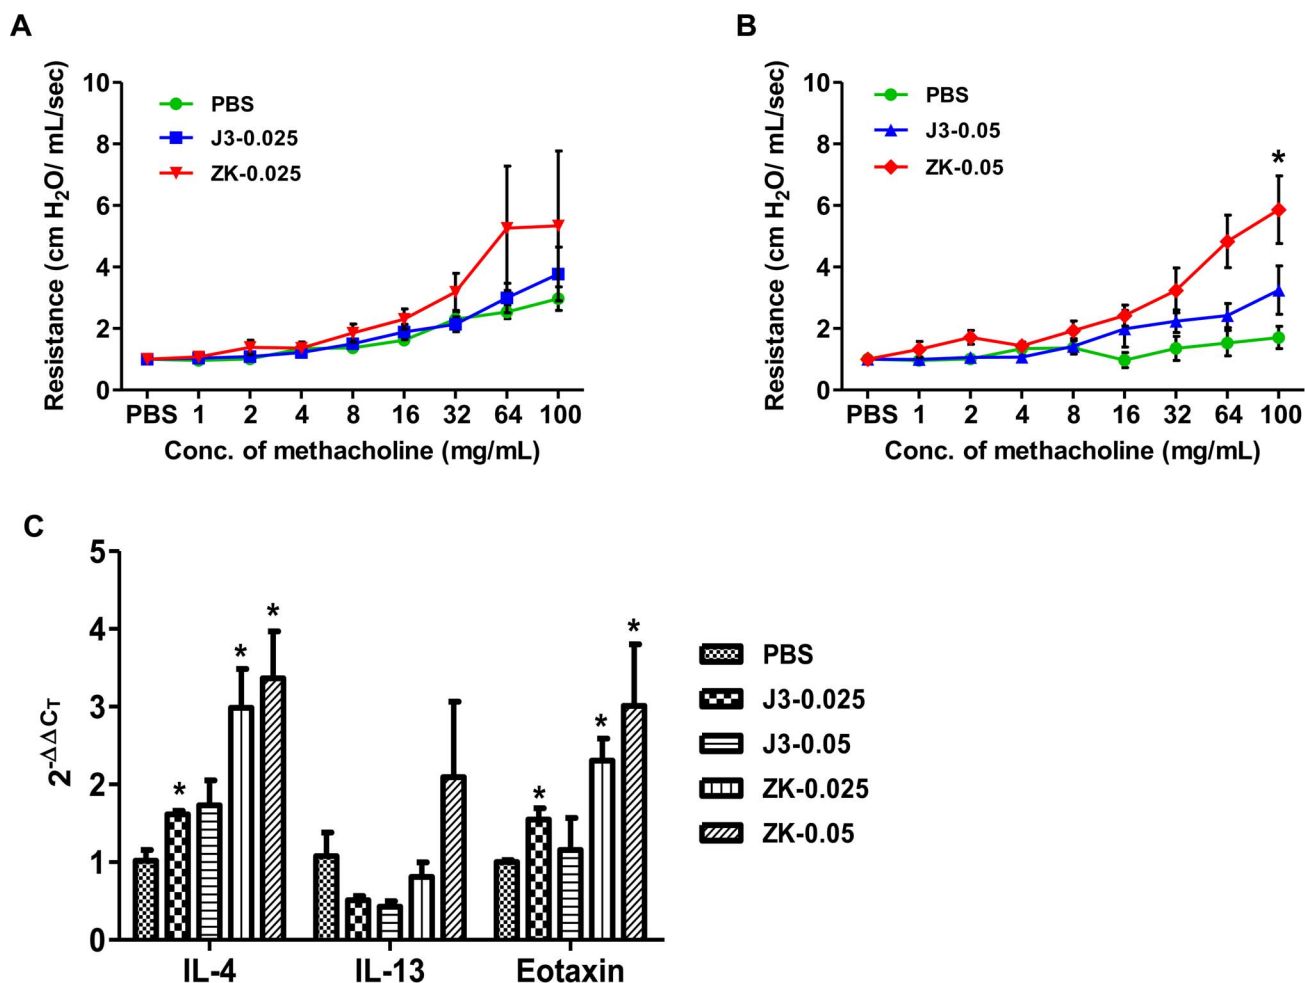 A
Resistance (cm H2O/ mL/sec)
10
8
6
4
2
0
PBS
J3-0.025
ZK-0.025
PBS 1 2 4 8 16 32 64 100
Conc. of methacholine (mg/mL)
B
Resistance (cm H2O/ mL/sec)
10
8
6
4
2
0
PBS
J3-0.05
ZK-0.05
*
PBS 1 2 4 8 16 32 64 100
Conc. of methacholine (mg/mL)
C
2-ΔΔCT
5
4
3
2
1
0
* * *
* * *
IL-4 IL-13 Eotaxin
PBS
J3-0.025
J3-0.05
ZK-0.025
ZK-0.05